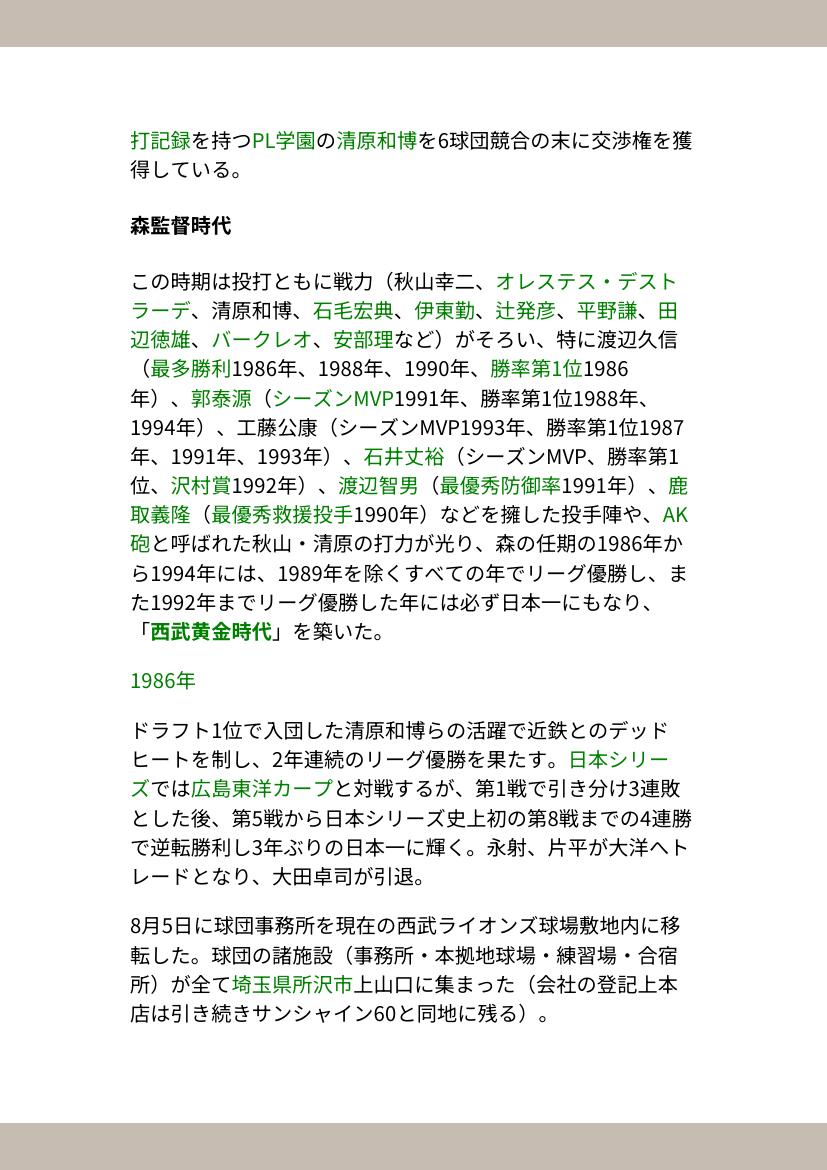 打記録を持つPL学園の清原和博を6球団競合の末に交渉権を獲
得している。
森監督時代
この時期は投打ともに戦力（秋山幸二、オレステス・デスト
ラーデ、清原和博、石毛宏典、伊東勤、辻発彦、平野謙、田
辺徳雄、バークレオ、安部理など）がそろい、特に渡辺久信
（最多勝利1986年、1988年、1990年、勝率第1位1986
年）、郭泰源（シーズンMVP1991年、勝率第1位1988年、
1994年）、工藤公康（シーズンMVP1993年、勝率第1位1987
年、1991年、1993年）、石井丈裕（シーズンMVP、勝率第1
位、沢村賞1992年）、渡辺智男（最優秀防御率1991年）、鹿
取義隆（最優秀救援投手1990年）などを擁した投手陣や、AK
砲と呼ばれた秋山・清原の打力が光り、森の任期の1986年か
ら1994年には、1989年を除くすべての年でリーグ優勝し、ま
た1992年までリーグ優勝した年には必ず日本一にもなり、
「西武黄金時代」を築いた。
1986年
ドラフト1位で入団した清原和博らの活躍で近鉄とのデッド
ヒートを制し、2年連続のリーグ優勝を果たす。日本シリー
ズでは広島東洋カープと対戦するが、第1戦で引き分け3連敗
とした後、第5戦から日本シリーズ史上初の第8戦までの4連勝
で逆転勝利し3年ぶりの日本一に輝く。永射、片平が大洋へト
レードとなり、大田卓司が引退。
8月5日に球団事務所を現在の西武ライオンズ球場敷地内に移
転した。球団の諸施設（事務所・本拠地球場・練習場・合宿
所）が全て埼玉県所沢市上山口に集まった（会社の登記上本
店は引き続きサンシャイン60と同地に残る）。